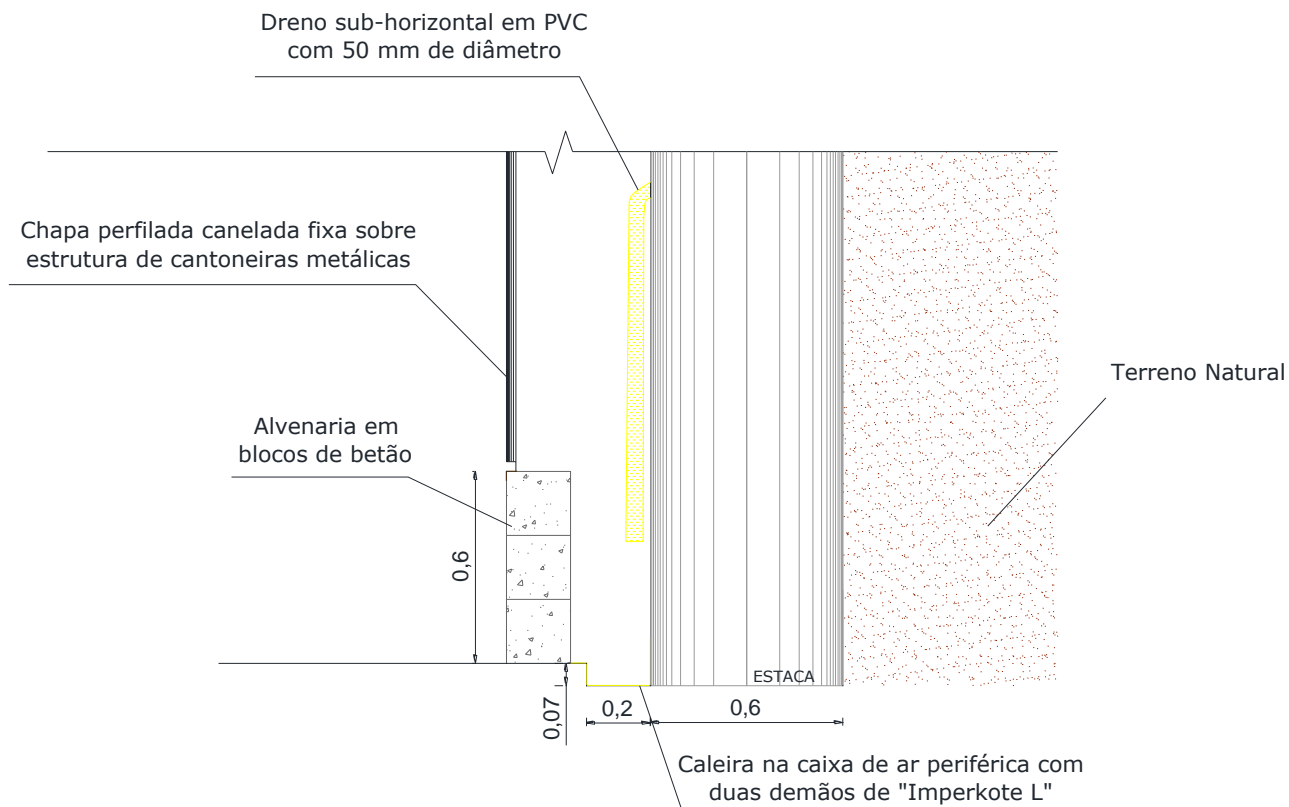 Dreno sub-horizontal em PVC
com 50 mm de diâmetro
Chapa perfilada canelada fixa sobre
estrutura de cantoneiras metálicas
Terreno Natural
Alvenaria em
blocos de betão
0,6
ESTACA
0,07
0,2
0,6
Caleira na caixa de ar periférica com
duas demãos de "Imperkote L"